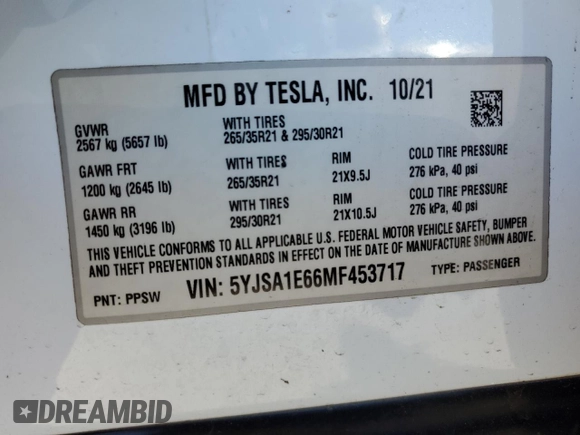 MFD BY TESLA, INC. 10/21
GVWR
2567 kg (5657 lb)
WITH TIRES
265/35R21 & 295/30R21
GAWR FRT
1200 kg (2645 lb)
WITH TIRES
265/35R21
RIM
21X9.5J
COLD TIRE PRESSURE
276 kPa, 40 psi
GAWR RR
1450 kg (3196 lb)
WITH TIRES
295/30R21
RIM
21X10.5J
COLD TIRE PRESSURE
276 kPa, 40 psi
THIS VEHICLE CONFORMS TO ALL APPLICABLE U.S. FEDERAL MOTOR VEHICLE SAFETY, BUMPER
AND THEFT PREVENTION STANDARDS IN EFFECT ON THE DATE OF MANUFACTURE SHOWN ABOVE.
PNT: PPSW VIN: 5YJSA1E66MF453717 TYPE: PASSENGER
DREAMBID